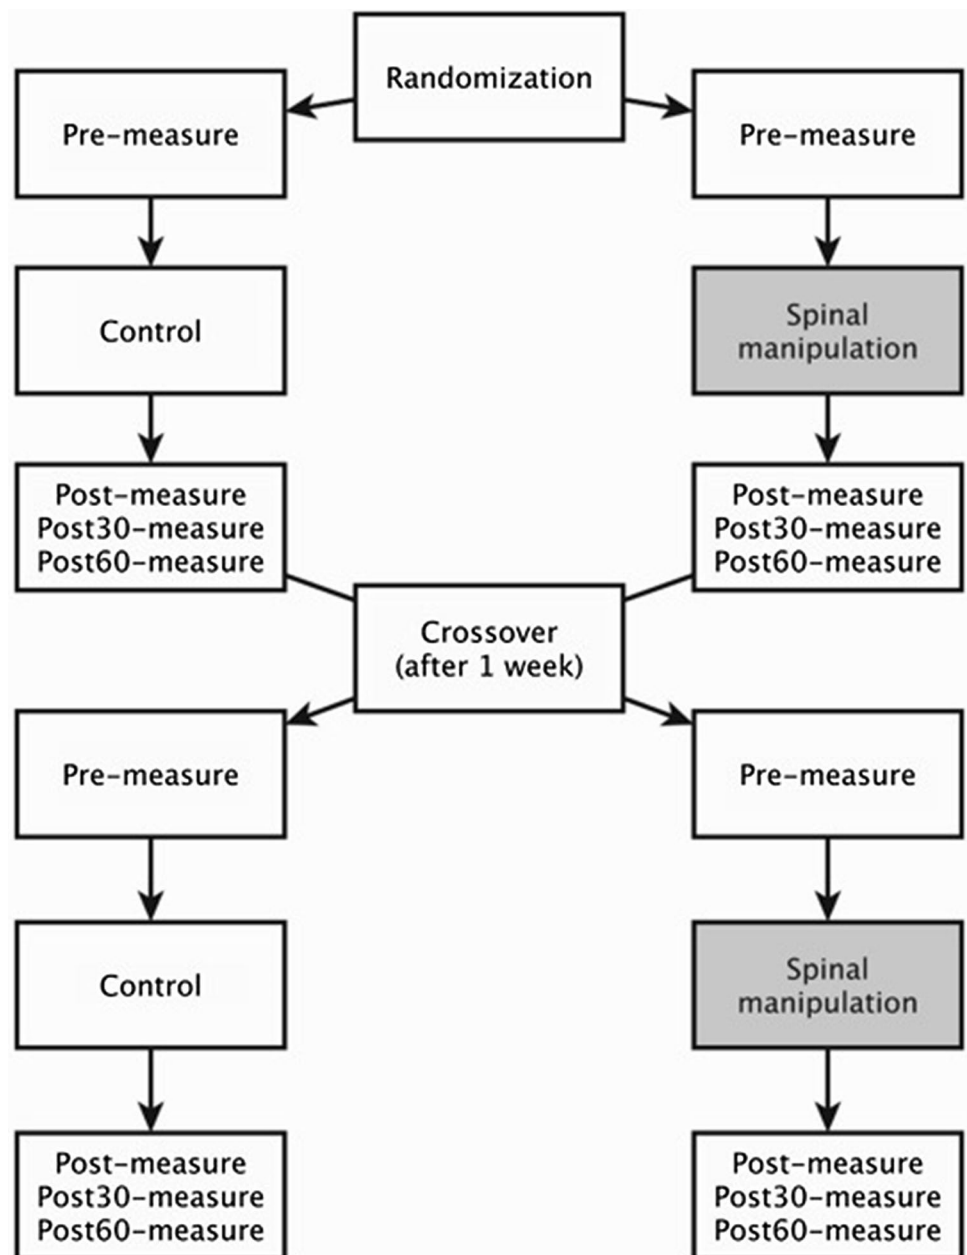 Randomization
Pre-measure
Pre-measure
Control
Spinal
manipulation
Post-measure
Post30-measure
Post60-measure
Post-measure
Post30-measure
Post60-measure
Crossover
(after 1 week)
Pre-measure
Pre-measure
Control
Spinal
manipulation
Post-measure
Post30-measure
Post60-measure
Post-measure
Post30-measure
Post60-measure